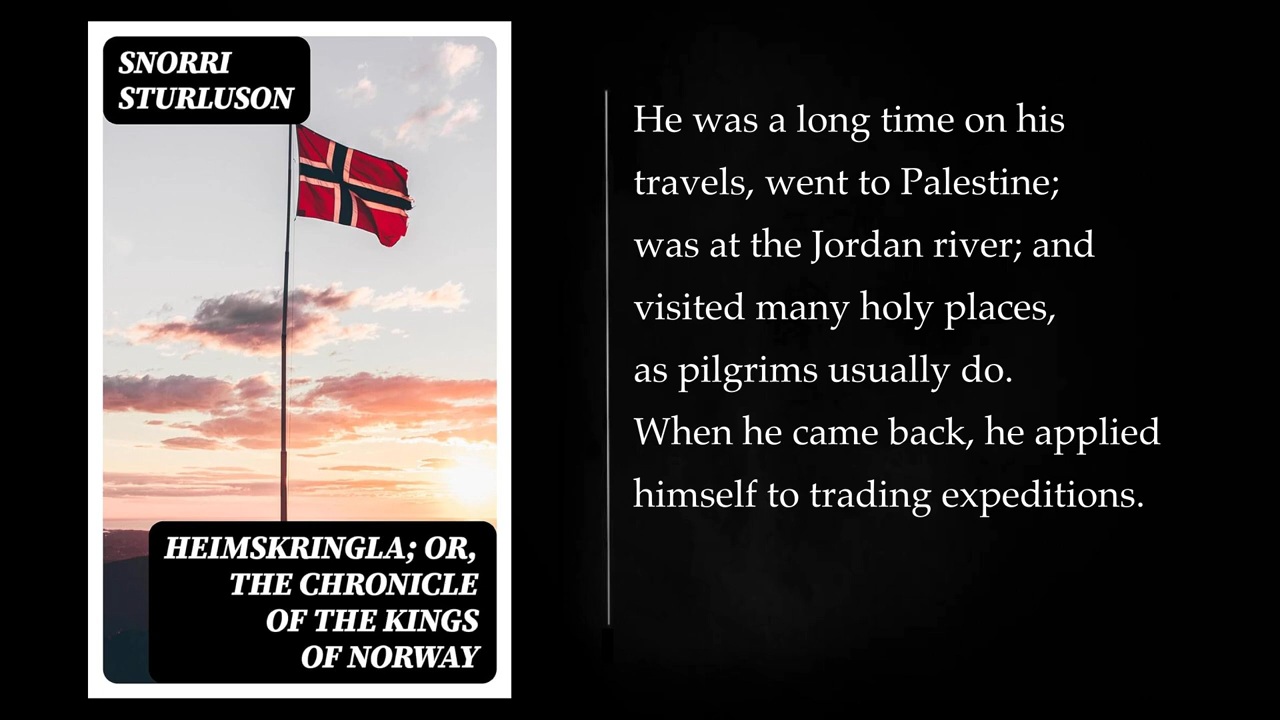 SNORRI
STURLUSON
HEIMSKRINGLA; OR,
THE CHRONICLE
OF THE KINGS
OF NORWAY
He was a long time on his
travels, went to Palestine;
was at the Jordan river; and
visited many holy places,
as pilgrims usually do.
When he came back, he applied
himself to trading expeditions.